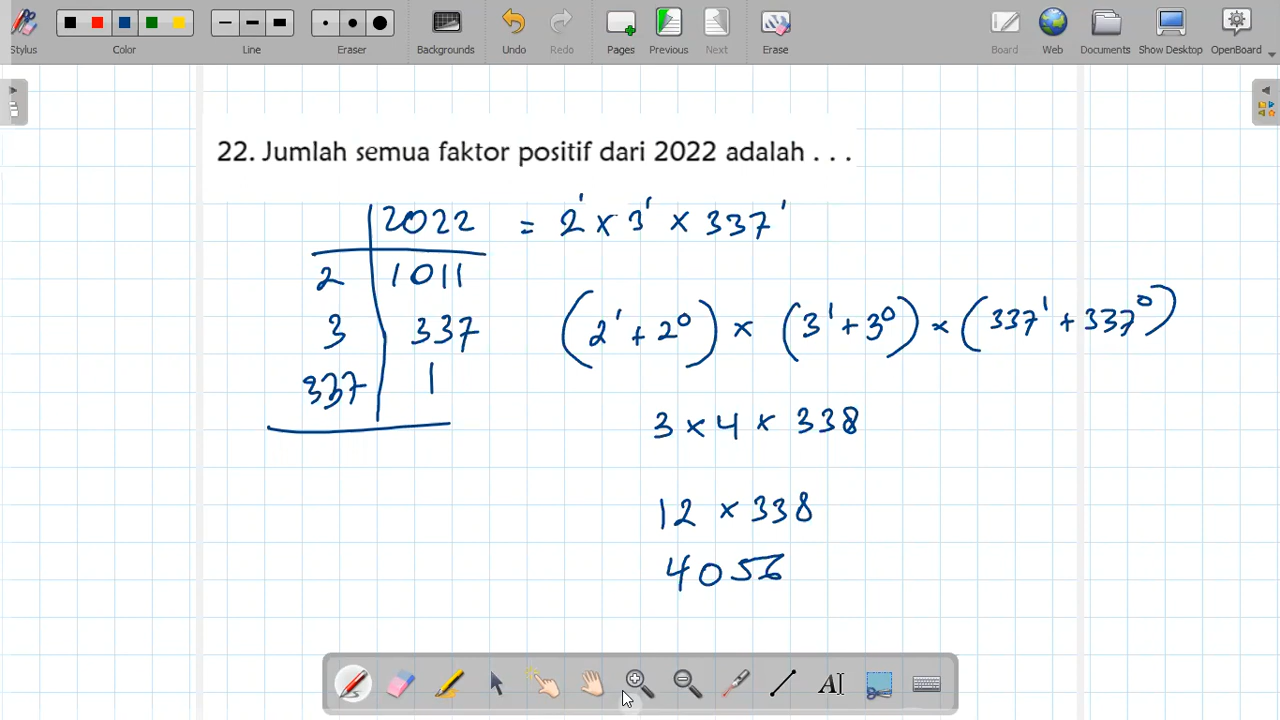 Stylus Color Line Eraser Backgrounds Undo Redo Pages Previous Next Erase Board Web Documents Show Desktop OpenBoard
22. Jumlah semua faktor positif dari 2022 adalah . . .
2022 = 2¹ × 3¹ × 337¹
2 1011
(2¹ + 2⁰) × (3¹ + 3⁰) × (337¹ + 337⁰)
3 337
337 1
3 × 4 × 338
12 × 338
4056